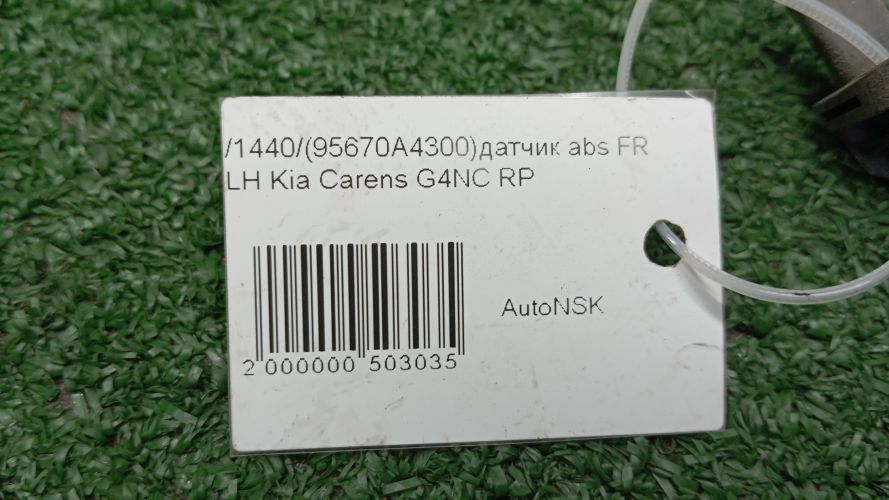 /1440/(95670A4300)датчик abs FR
LH Kia Carens G4NC RP
AutoNSK
2 000000 503035